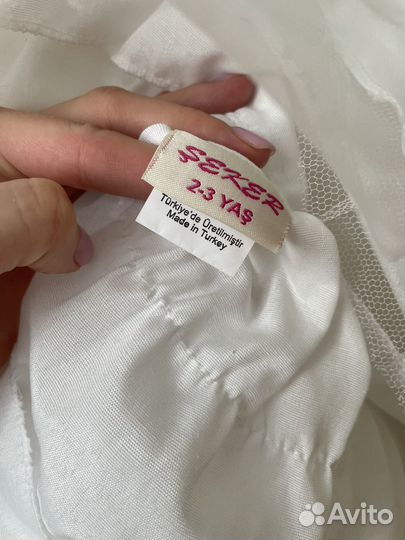 ŞEKER
2-3 YAŞ
Türkiye'de Üretilmiştir
Made in Turkey
Avito